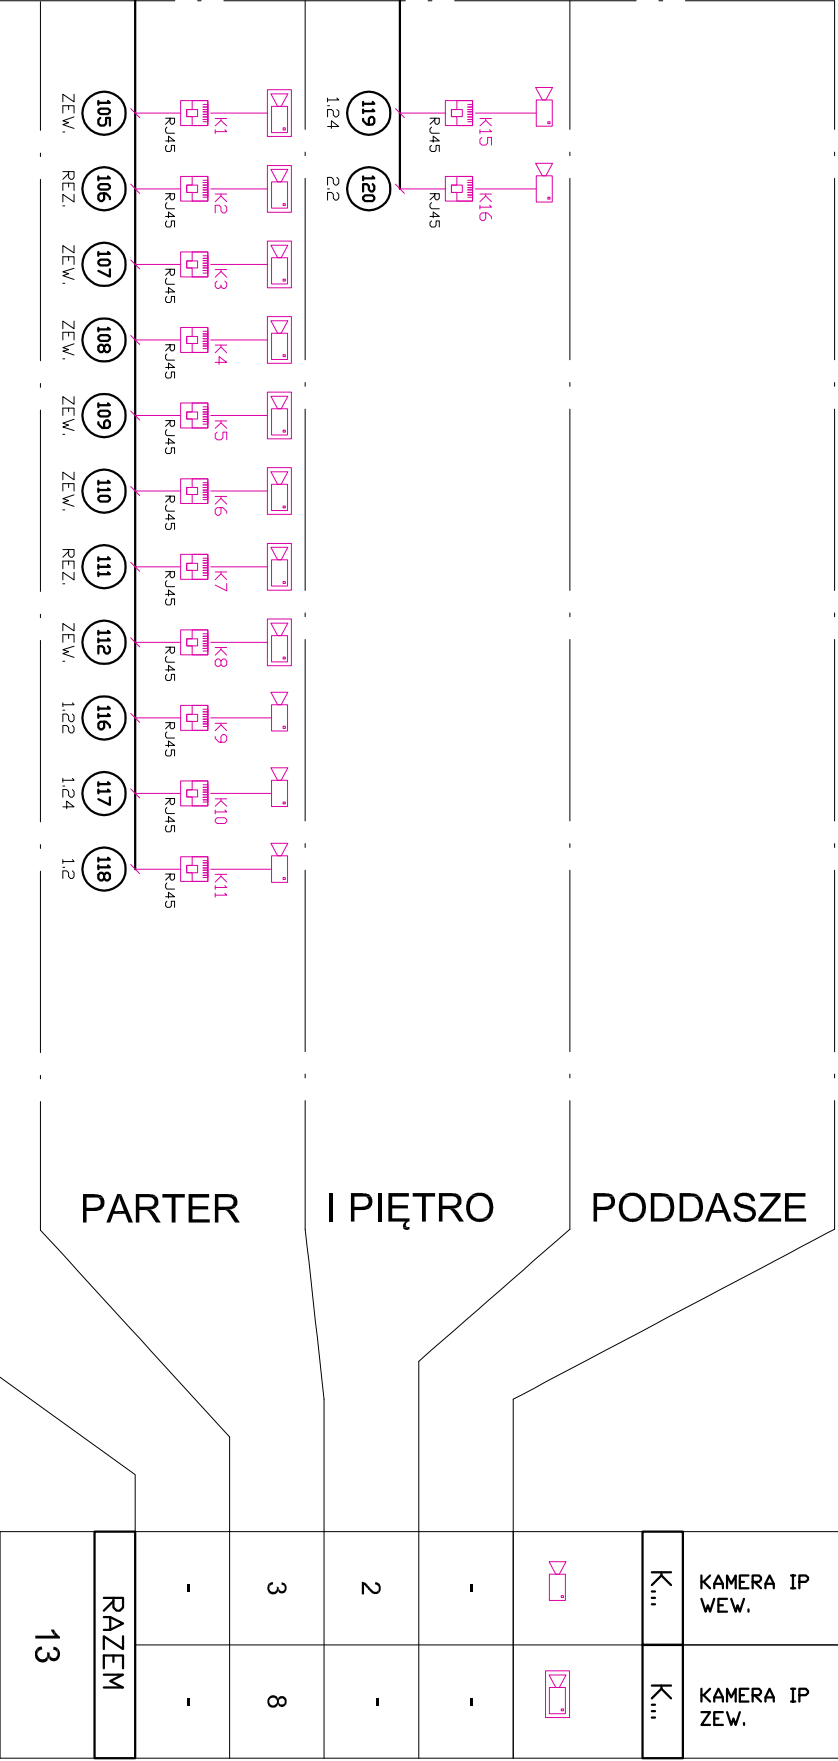 105
ZEW.
RJ45
K1
106
REZ.
RJ45
K2
107
ZEW.
RJ45
K3
108
ZEW.
RJ45
K4
109
ZEW.
RJ45
K5
110
ZEW.
RJ45
K6
111
REZ.
RJ45
K7
112
ZEW.
RJ45
K8
116
1.22
RJ45
K9
117
1.24
RJ45
K10
118
1.2
RJ45
K11
119
1.24
RJ45
K15
120
2.2
RJ45
K16
PARTER
I PIĘTRO
PODDASZE
KAMERA IP
WEW.
K...
-
2
3
-
KAMERA IP
ZEW.
K...
-
-
8
-
RAZEM
13